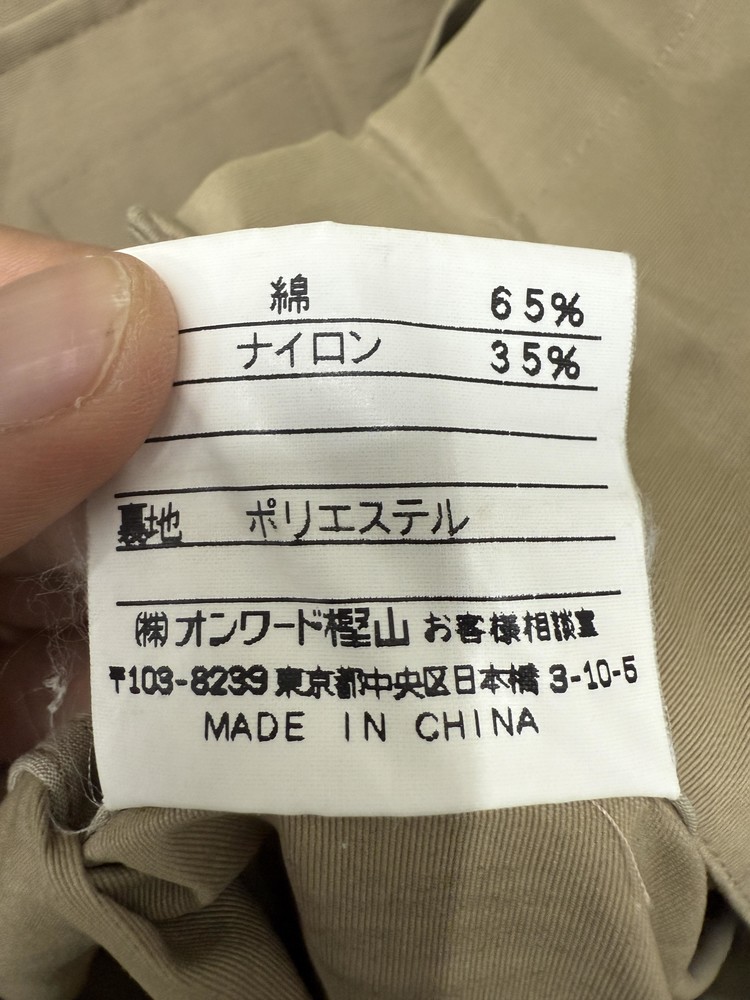 綿 65%
ナイロン 35%
裏地 ポリエステル
㈱オンワード樫山 お客様相談室
〒103-8239 東京都中央区日本橋 3-10-5
MADE IN CHINA